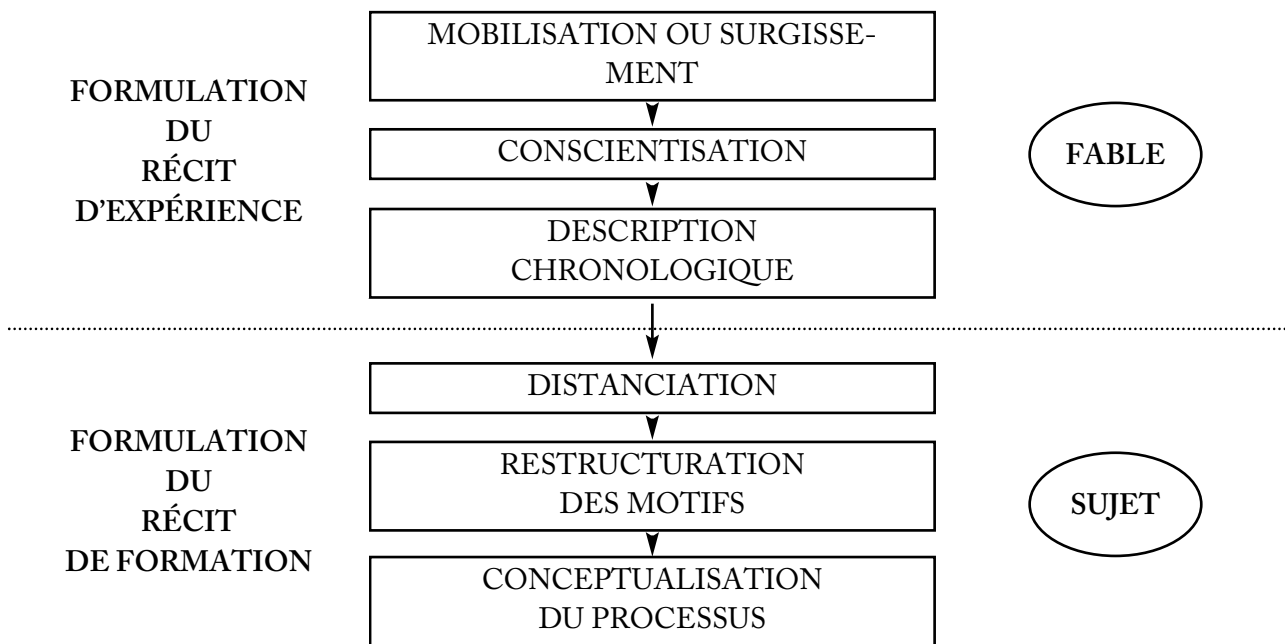 MOBILISATION OU SURGISSE-
MENT
FORMULATION
DU
RÉCIT
D'EXPÉRIENCE
CONSCIENTISATION
FABLE
DESCRIPTION
CHRONOLOGIQUE
DISTANCIATION
FORMULATION
DU
RÉCIT
DE FORMATION
RESTRUCTURATION
DES MOTIFS
SUJET
CONCEPTUALISATION
DU PROCESSUS